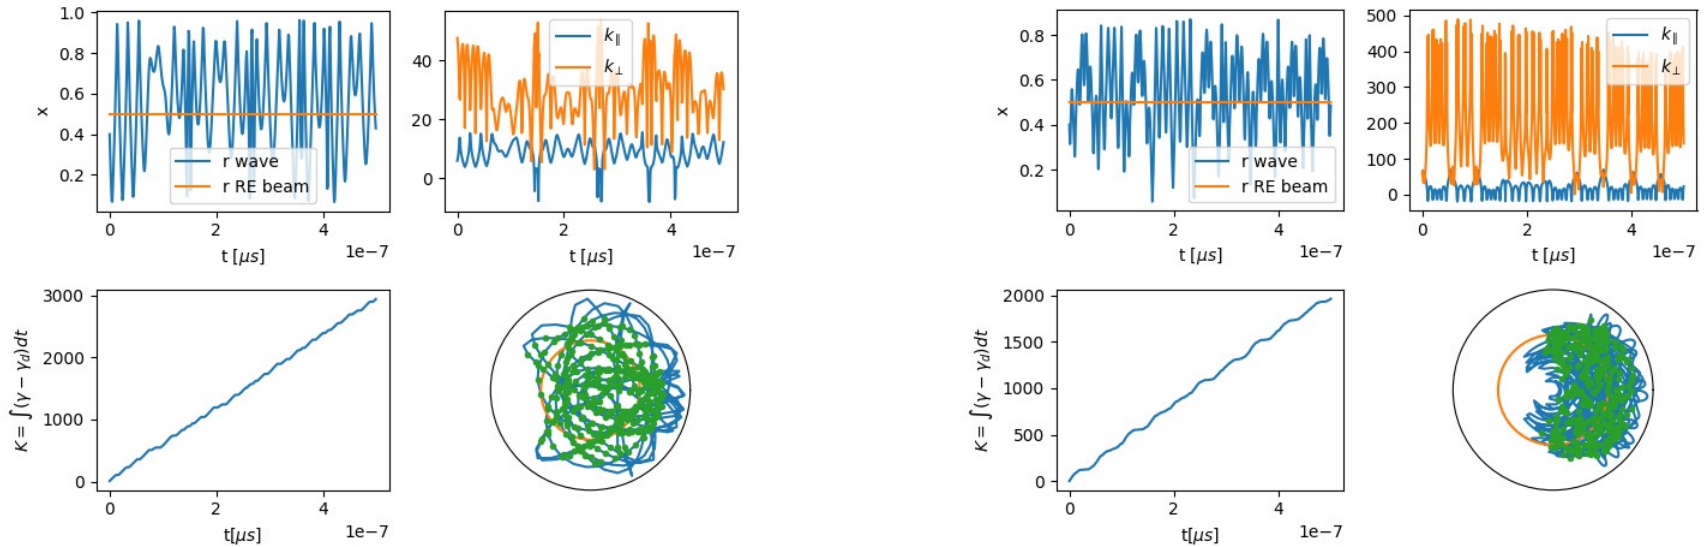 1.0
0.8
0.6
0.4
0.2
x
r wave
r RE beam
0
2
4
1e−7
t [μs]
40
20
0
k∥
k⊥
0
2
4
1e−7
t [μs]
0.8
0.6
0.4
0.2
x
r wave
r RE beam
0
2
4
1e−7
t [μs]
500
400
300
200
100
0
k∥
k⊥
0
2
4
1e−7
t [μs]
3000
2000
1000
0
K = ∫(γ − γd)dt
0
2
4
1e−7
t[μs]
2000
1500
1000
500
0
K = ∫(γ − γd)dt
0
2
4
1e−7
t[μs]